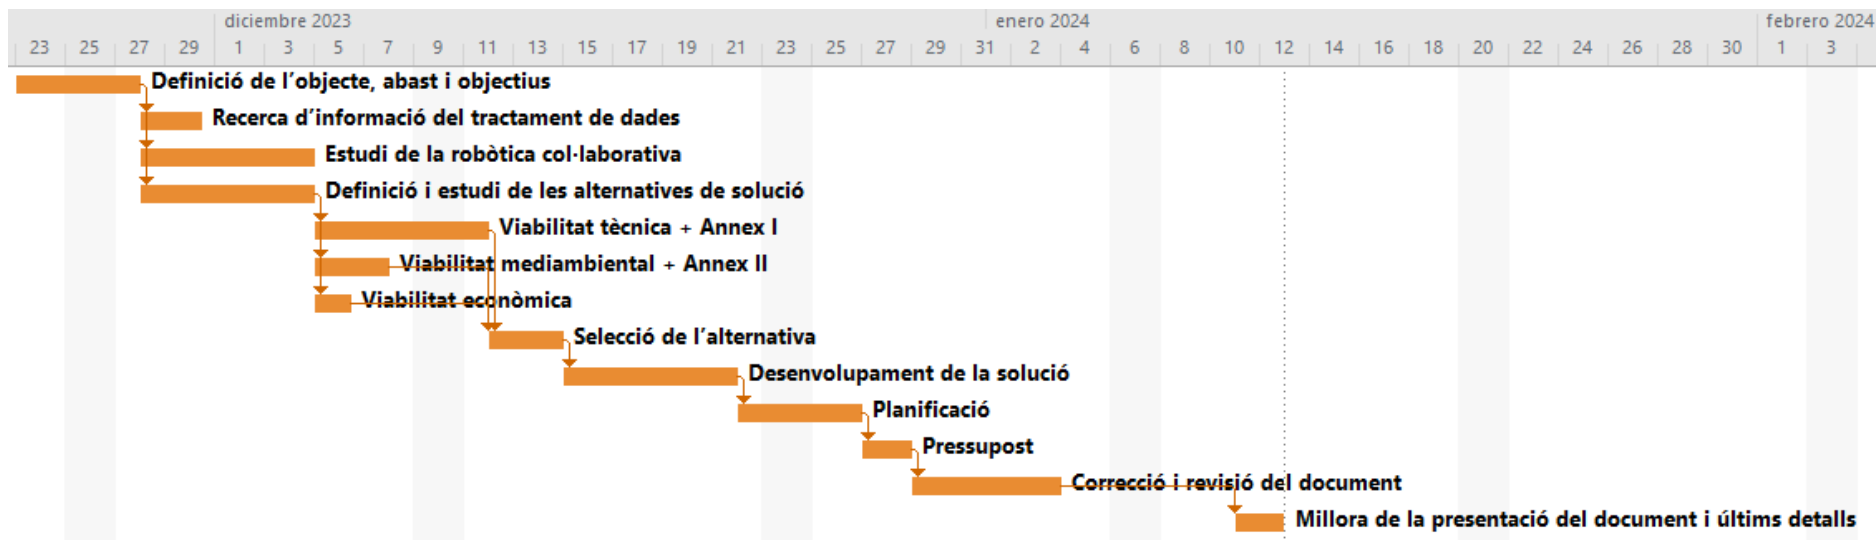 diciembre 2023 enero 2024 febrero 2024
23 25 27 29 1 3 5 7 9 11 13 15 17 19 21 23 25 27 29 31 2 4 6 8 10 12 14 16 18 20 22 24 26 28 30 1 3
Definició de l'objecte, abast i objectius
Recerca d'informació del tractament de dades
Estudi de la robòtica col·laborativa
Definició i estudi de les alternatives de solució
Viabilitat tècnica + Annex I
Viabilitat mediambiental + Annex II
Viabilitat econòmica
Selecció de l'alternativa
Desenvolupament de la solució
Planificació
Pressupost
Correcció i revisió del document
Millora de la presentació del document i últims detalls